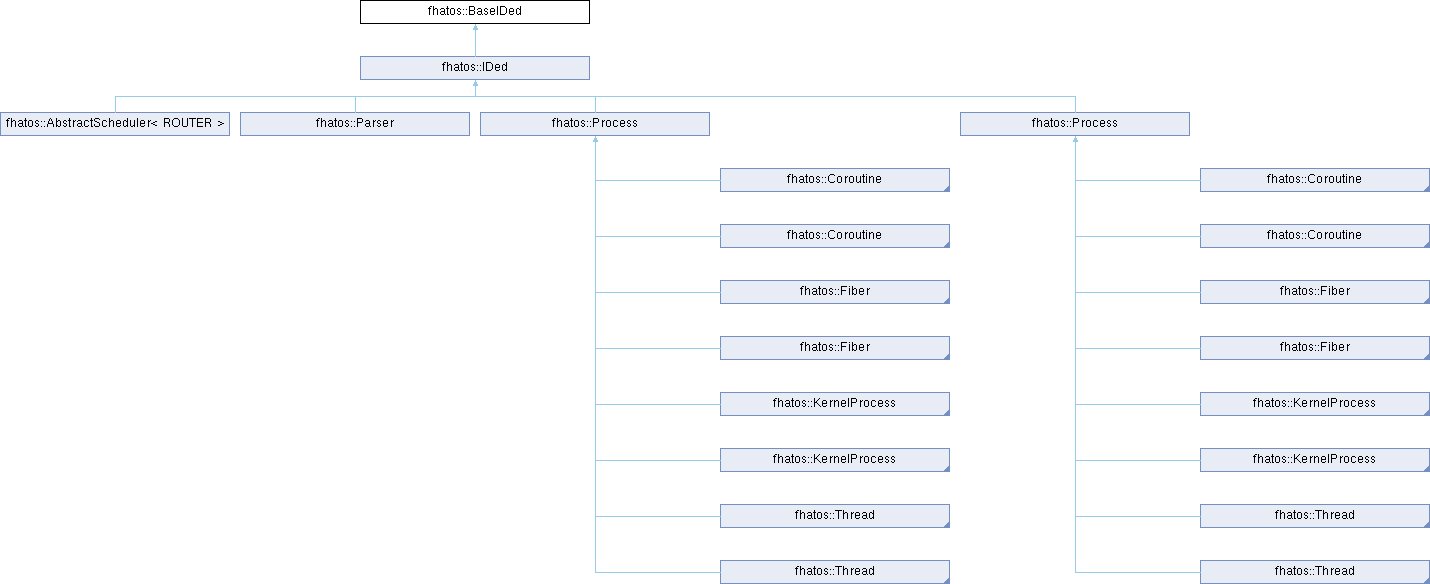 fhatos::BaseIDed
fhatos::IDed
fhatos::AbstractScheduler< ROUTER >
fhatos::Parser
fhatos::Process
fhatos::Process
fhatos::Coroutine
fhatos::Coroutine
fhatos::Coroutine
fhatos::Coroutine
fhatos::Fiber
fhatos::Fiber
fhatos::Fiber
fhatos::Fiber
fhatos::KernelProcess
fhatos::KernelProcess
fhatos::KernelProcess
fhatos::KernelProcess
fhatos::Thread
fhatos::Thread
fhatos::Thread
fhatos::Thread